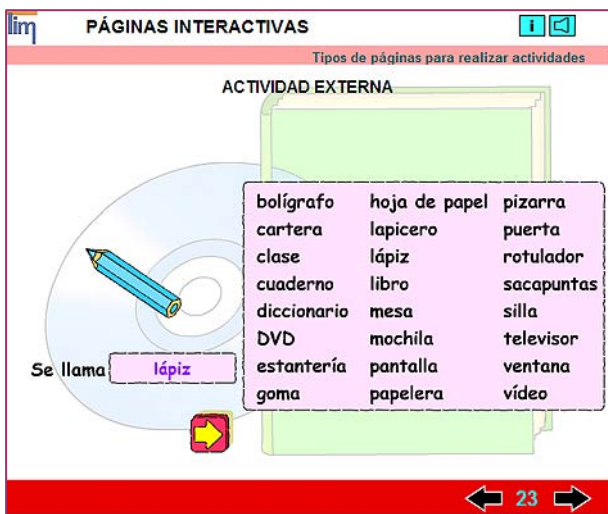 lim PÁGINAS INTERACTIVAS i
Tipos de páginas para realizar actividades
ACTIVIDAD EXTERNA
bolígrafo hoja de papel pizarra
cartera lapicero puerta
clase lápiz rotulador
cuaderno libro sacapuntas
diccionario mesa silla
DVD mochila televisor
estantería pantalla ventana
goma papelera vídeo
Se llama lápiz
23